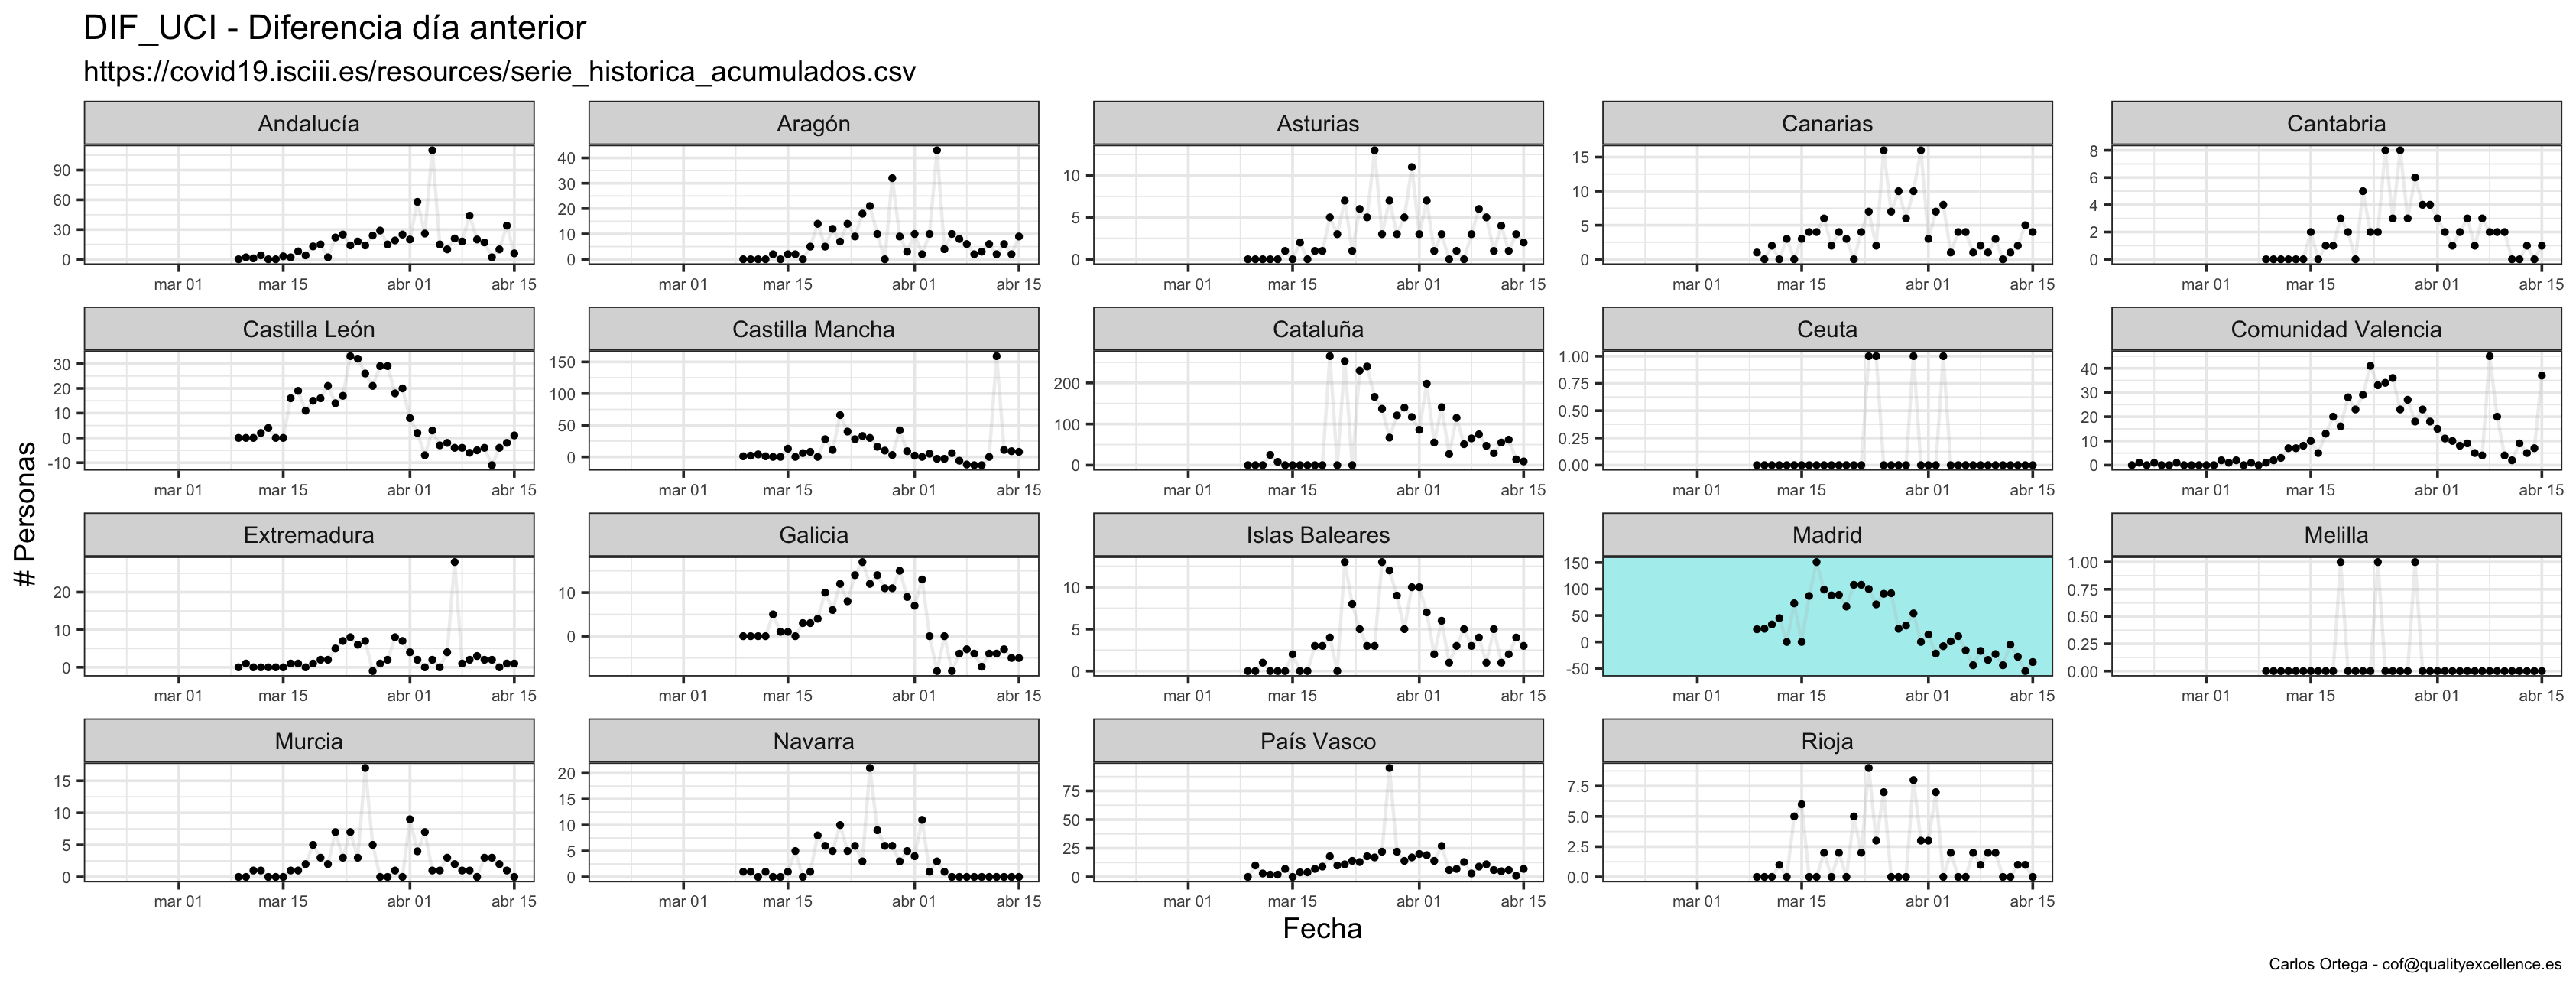 DIF_UCI - Diferencia día anterior
https://covid19.isciii.es/resources/serie_historica_acumulados.csv
Andalucía
Aragón
Asturias
Canarias
Cantabria
90
60
30
0
40
30
20
10
0
10
5
0
15
10
5
0
8
6
4
2
0
mar 01 mar 15 abr 01 abr 15
mar 01 mar 15 abr 01 abr 15
mar 01 mar 15 abr 01 abr 15
mar 01 mar 15 abr 01 abr 15
mar 01 mar 15 abr 01 abr 15
Castilla León
Castilla Mancha
Cataluña
Ceuta
Comunidad Valencia
30
20
10
0
-10
150
100
50
0
200
100
0
1.00
0.75
0.50
0.25
0.00
40
30
20
10
0
mar 01 mar 15 abr 01 abr 15
mar 01 mar 15 abr 01 abr 15
mar 01 mar 15 abr 01 abr 15
mar 01 mar 15 abr 01 abr 15
mar 01 mar 15 abr 01 abr 15
# Personas
Extremadura
Galicia
Islas Baleares
Madrid
Melilla
20
10
0
10
0
10
5
0
150
100
50
0
-50
1.00
0.75
0.50
0.25
0.00
mar 01 mar 15 abr 01 abr 15
mar 01 mar 15 abr 01 abr 15
mar 01 mar 15 abr 01 abr 15
mar 01 mar 15 abr 01 abr 15
mar 01 mar 15 abr 01 abr 15
Murcia
Navarra
País Vasco
Rioja
15
10
5
0
20
15
10
5
0
75
50
25
0
7.5
5.0
2.5
0.0
mar 01 mar 15 abr 01 abr 15
mar 01 mar 15 abr 01 abr 15
mar 01 mar 15 abr 01 abr 15
mar 01 mar 15 abr 01 abr 15
Fecha
Carlos Ortega - cof@qualityexcellence.es